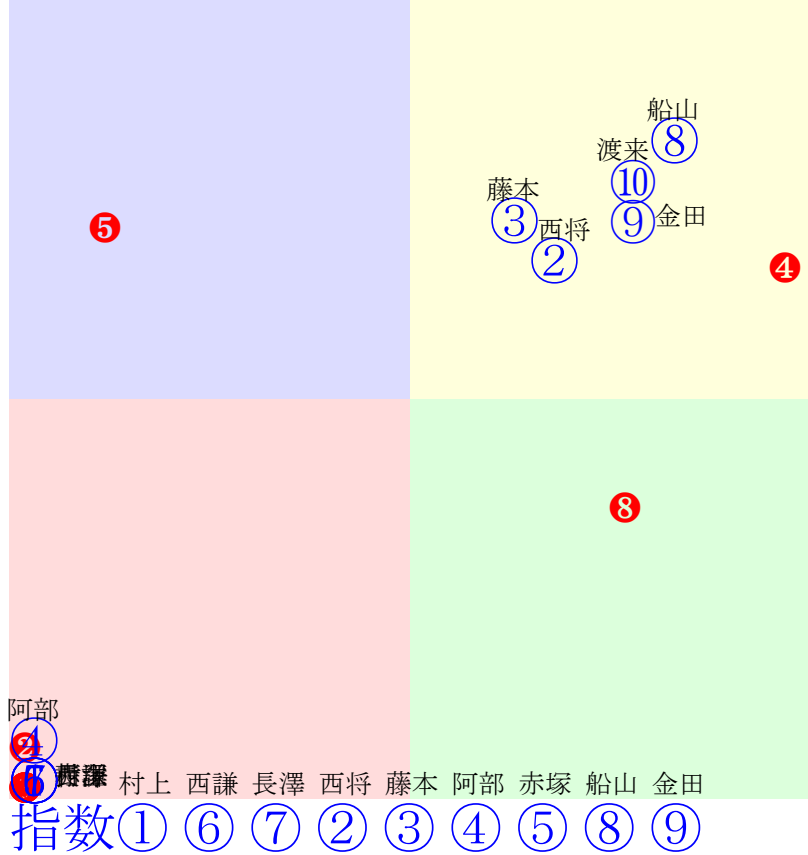 船山
⑧
渡来
⑩
藤本
③
西将
②
⑨金田
❺
❹
❽
阿部
④
村上 西謙 長澤 西将 藤本 阿部 赤塚 船山 金田
指数①⑥⑦②③④⑤⑧⑨